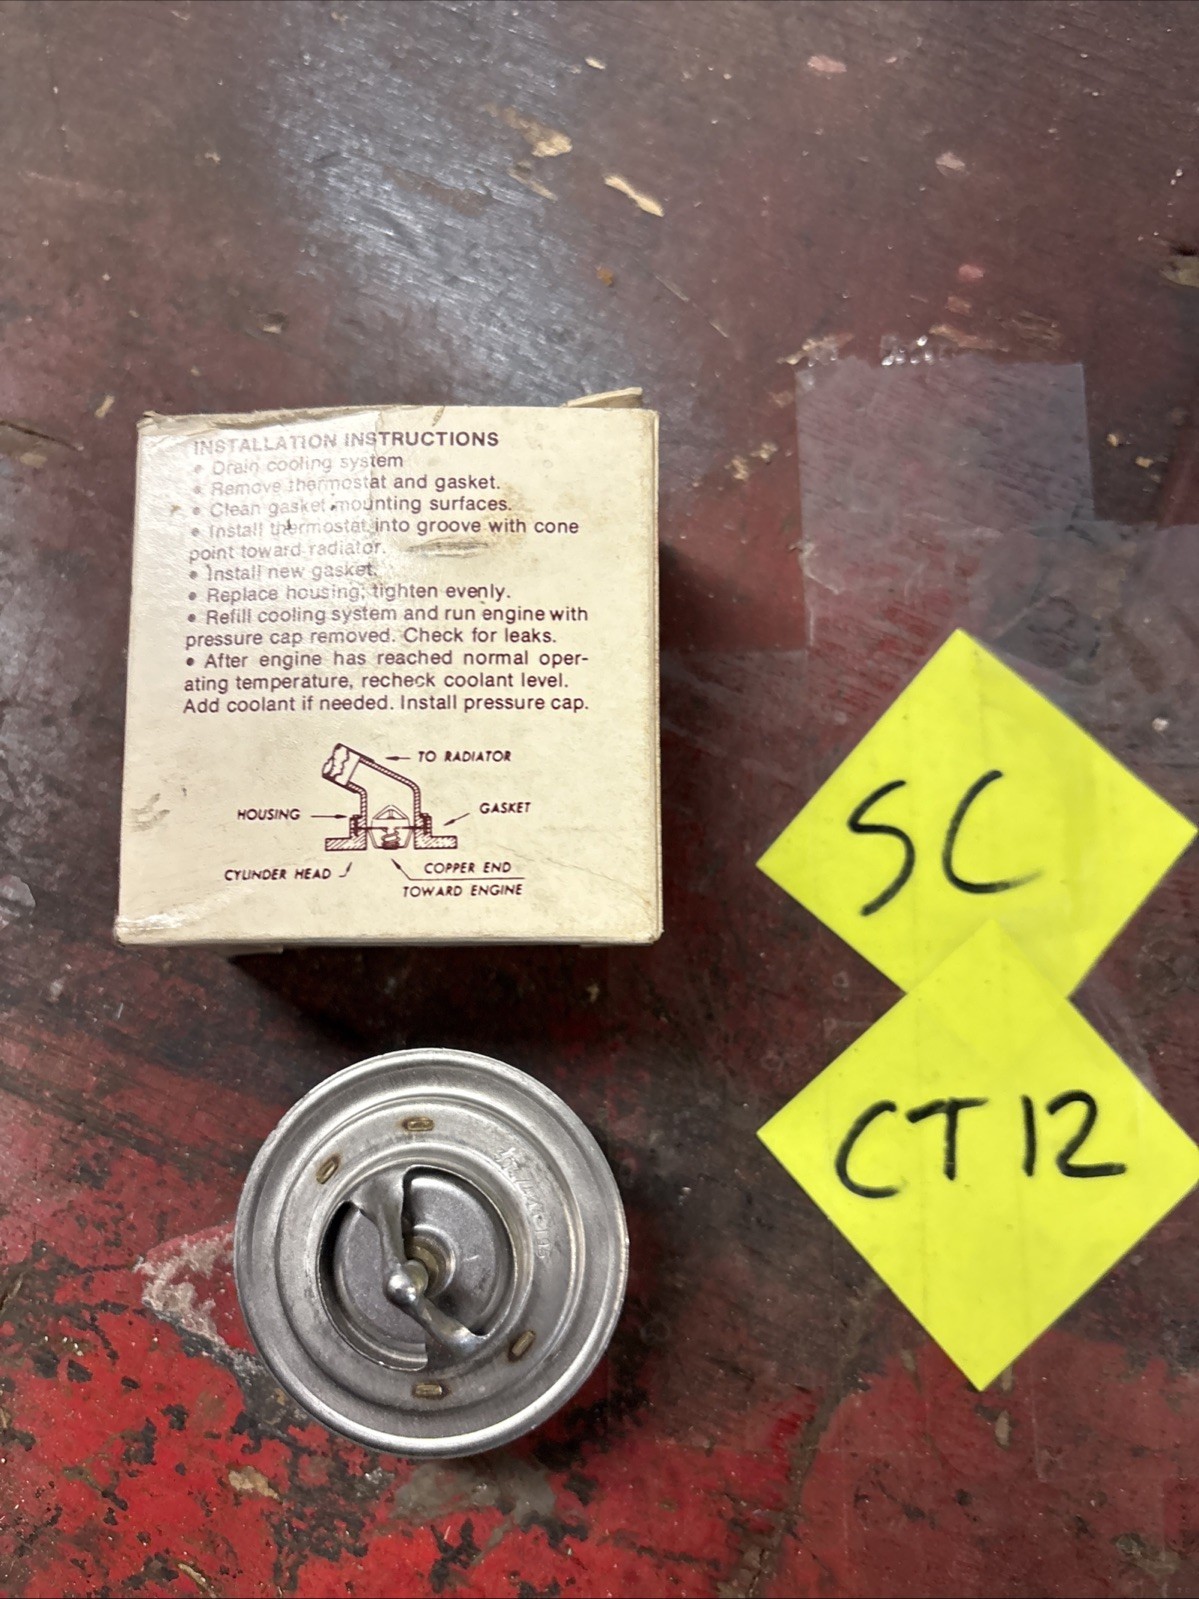 INSTALLATION INSTRUCTIONS
• Drain cooling system
• Remove thermostat and gasket.
• Clean gasket mounting surfaces.
• Install thermostat into groove with cone
point toward radiator.
• Install new gasket.
• Replace housing; tighten evenly.
• Refill cooling system and run engine with
pressure cap removed. Check for leaks.
• After engine has reached normal oper-
ating temperature, recheck coolant level.
Add coolant if needed. Install pressure cap.
TO RADIATOR
HOUSING
GASKET
CYLINDER HEAD
COPPER END
TOWARD ENGINE
SC
CT12